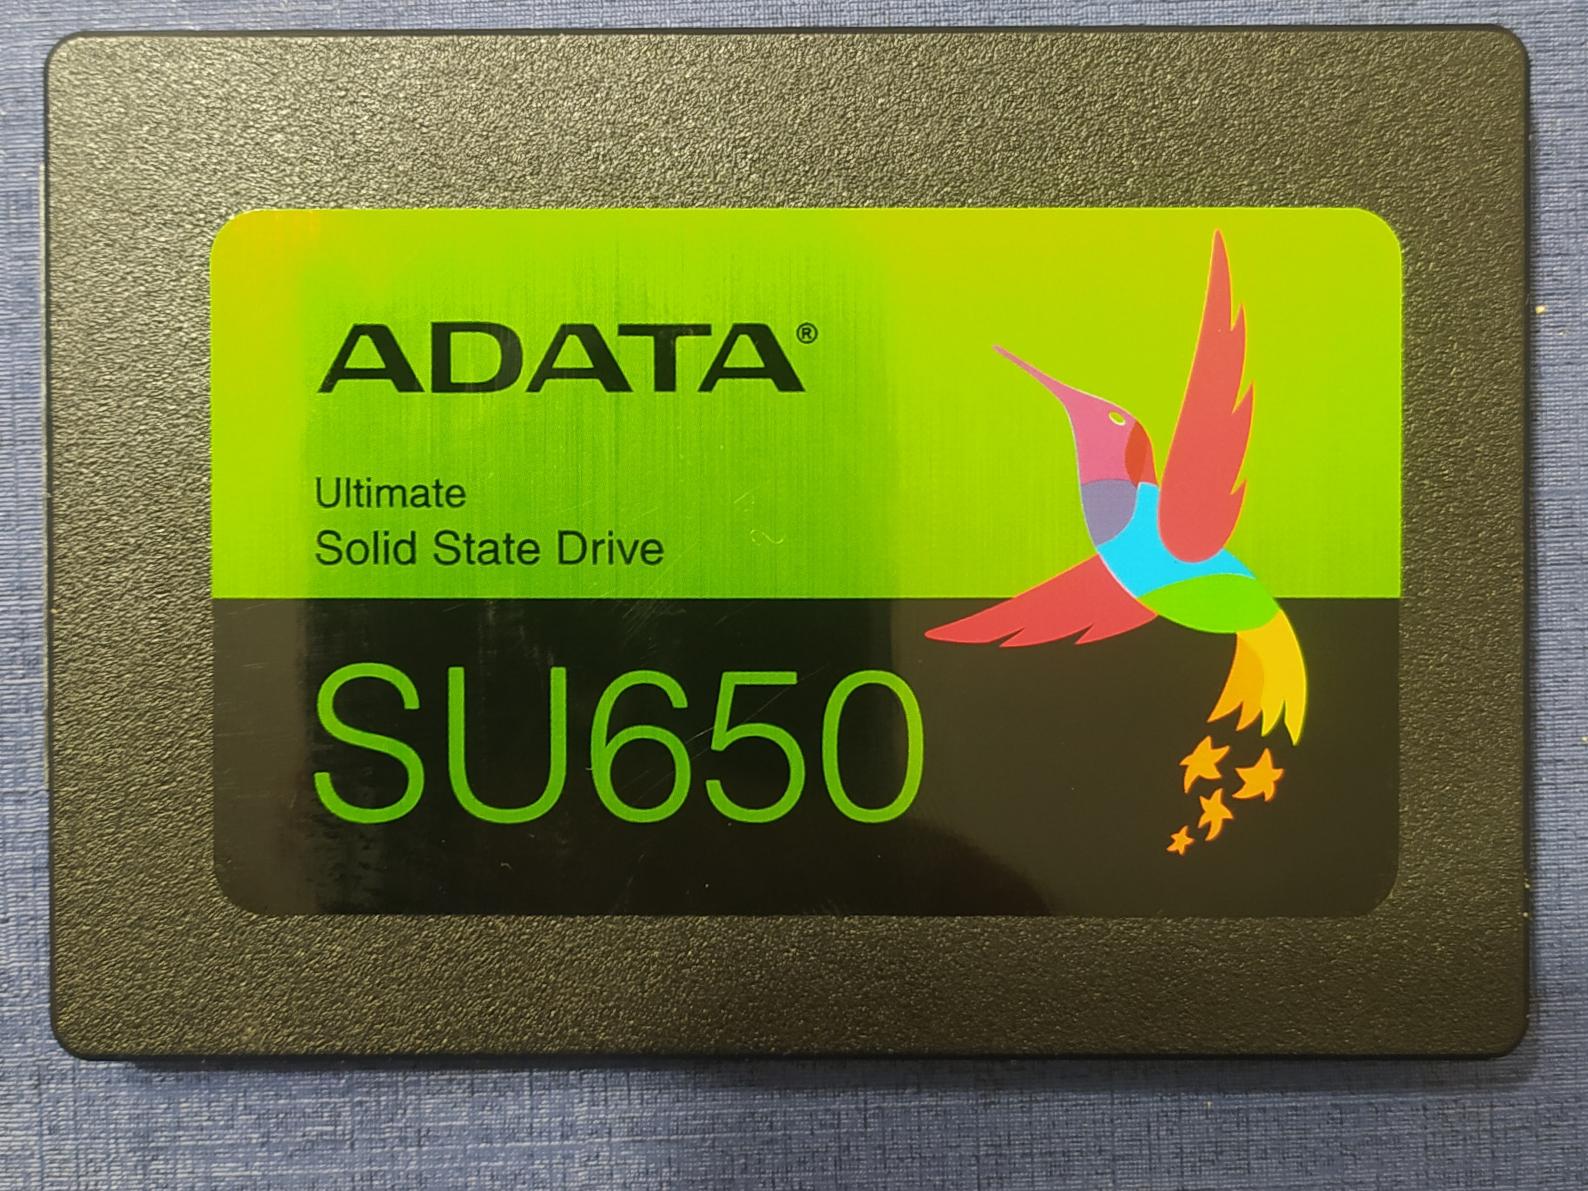 ADATA®
Ultimate
Solid State Drive
SU650